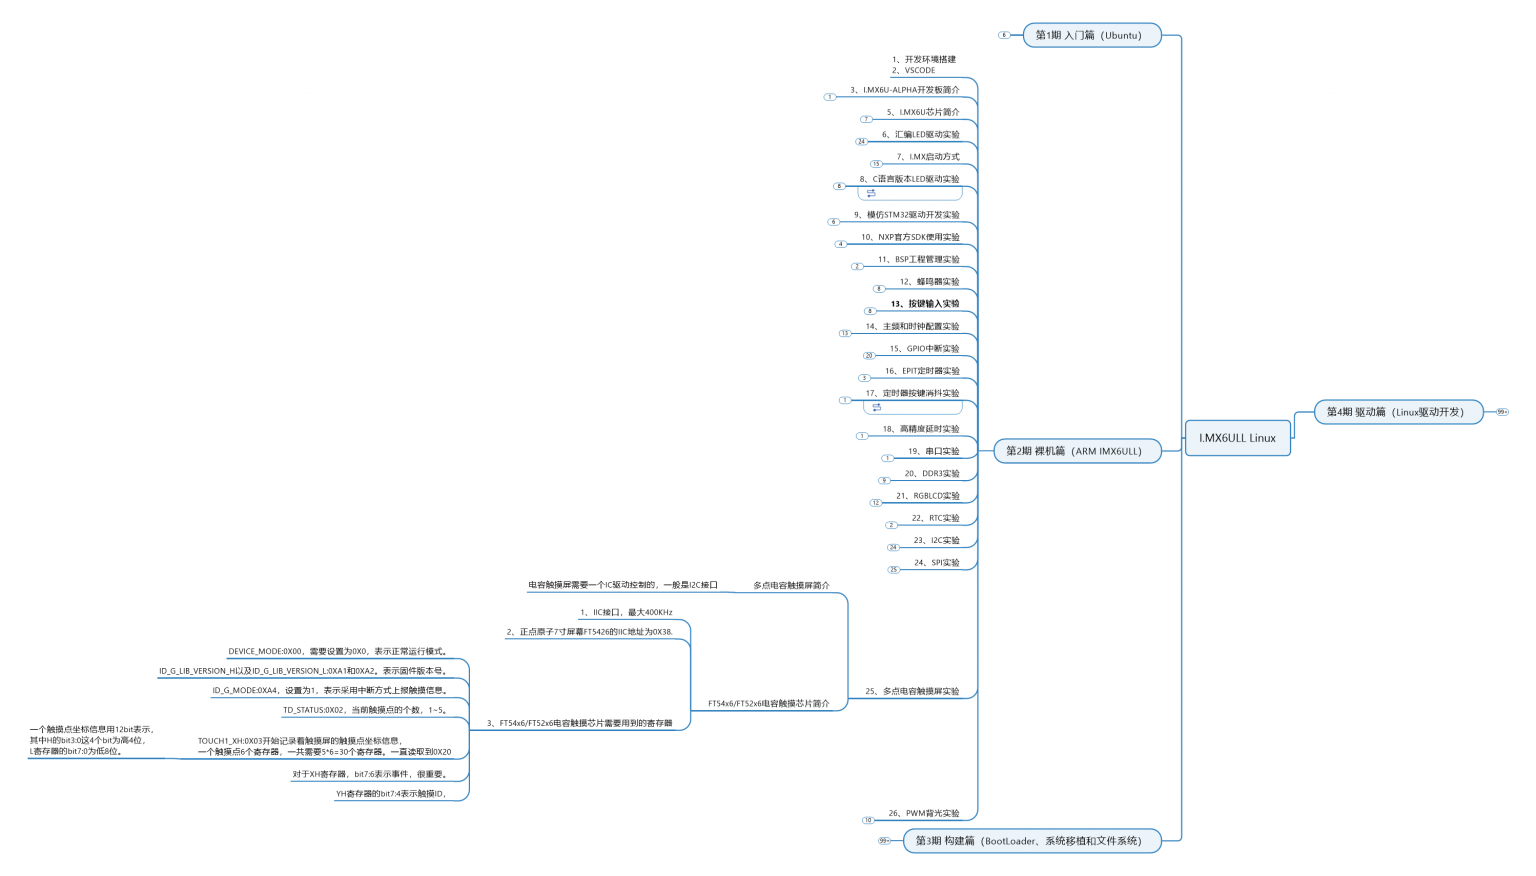 I.MX6ULL Linux
第1期 入门篇（Ubuntu）
6
第2期 裸机篇（ARM IMX6ULL）
1、开发环境搭建
2、VSCODE
3、I.MX6U-ALPHA开发板简介
1
5、I.MX6U芯片简介
7
6、汇编LED驱动实验
24
7、I.MX启动方式
15
8、C语言版本LED驱动实验
8
9、模仿STM32驱动开发实验
6
10、NXP官方SDK使用实验
4
11、BSP工程管理实验
2
12、蜂鸣器实验
8
13、按键输入实验
8
14、主频和时钟配置实验
13
15、GPIO中断实验
20
16、EPIT定时器实验
3
17、定时器按键消抖实验
1
18、高精度延时实验
1
19、串口实验
1
20、DDR3实验
9
21、RGBLCD实验
12
22、RTC实验
2
23、I2C实验
24
24、SPI实验
25
25、多点电容触摸屏实验
多点电容触摸屏简介
电容触摸屏需要一个IC驱动控制的，一般是I2C接口
FT54x6/FT52x6电容触摸芯片简介
1、IIC接口，最大400KHz
2、正点原子7寸屏幕FT5426的IIC地址为0X38.
3、FT54x6/FT52x6电容触摸芯片需要用到的寄存器
DEVICE_MODE:0X00，需要设置为0X0，表示正常运行模式。
ID_G_LIB_VERSION_H以及ID_G_LIB_VERSION_L:0XA1和0XA2。表示固件版本号。
ID_G_MODE:0XA4，设置为1，表示采用中断方式上报触摸信息。
TD_STATUS:0X02，当前触摸点的个数，1~5。
TOUCH1_XH:0X03开始记录着触摸屏的触摸点坐标信息，
一个触摸点6个寄存器，一共需要5*6=30个寄存器。一直读取到0X20
一个触摸点坐标信息用12bit表示，
其中H的bit3:0这4个bit为高4位，
L寄存器的bit7:0为低8位。
对于XH寄存器，bit7:6表示事件，很重要。
YH寄存器的bit7:4表示触摸ID，
26、PWM背光实验
10
第3期 构建篇（BootLoader、系统移植和文件系统）
99+
第4期 驱动篇（Linux驱动开发）
99+